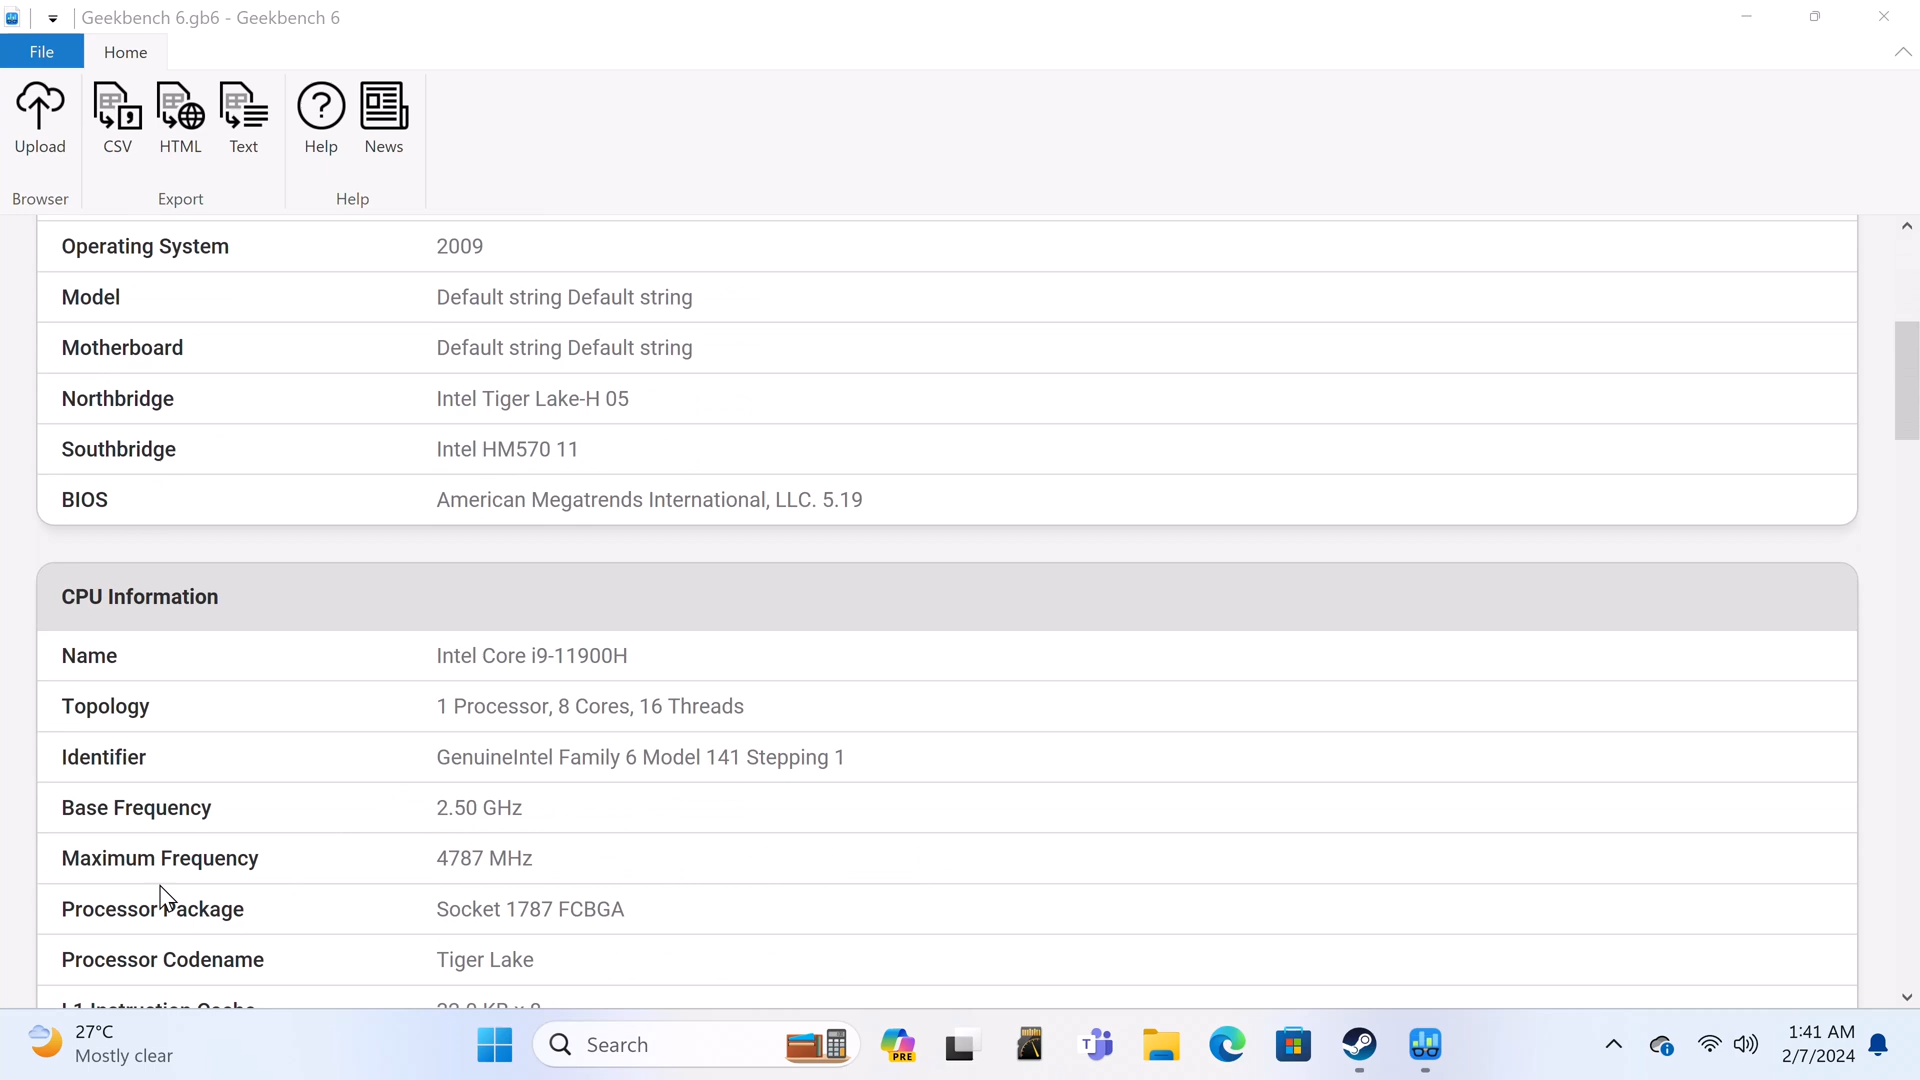 Geekbench 6.gb6 - Geekbench 6
File Home
Upload CSV HTML Text Help News
Browser Export Help
Operating System 2009
Model Default string Default string
Motherboard Default string Default string
Northbridge Intel Tiger Lake-H 05
Southbridge Intel HM570 11
BIOS American Megatrends International, LLC. 5.19
CPU Information
Name Intel Core i9-11900H
Topology 1 Processor, 8 Cores, 16 Threads
Identifier GenuineIntel Family 6 Model 141 Stepping 1
Base Frequency 2.50 GHz
Maximum Frequency 4787 MHz
Processor Package Socket 1787 FCBGA
Processor Codename Tiger Lake
27°C
Mostly clear
Search
PRE
1:41 AM
2/7/2024